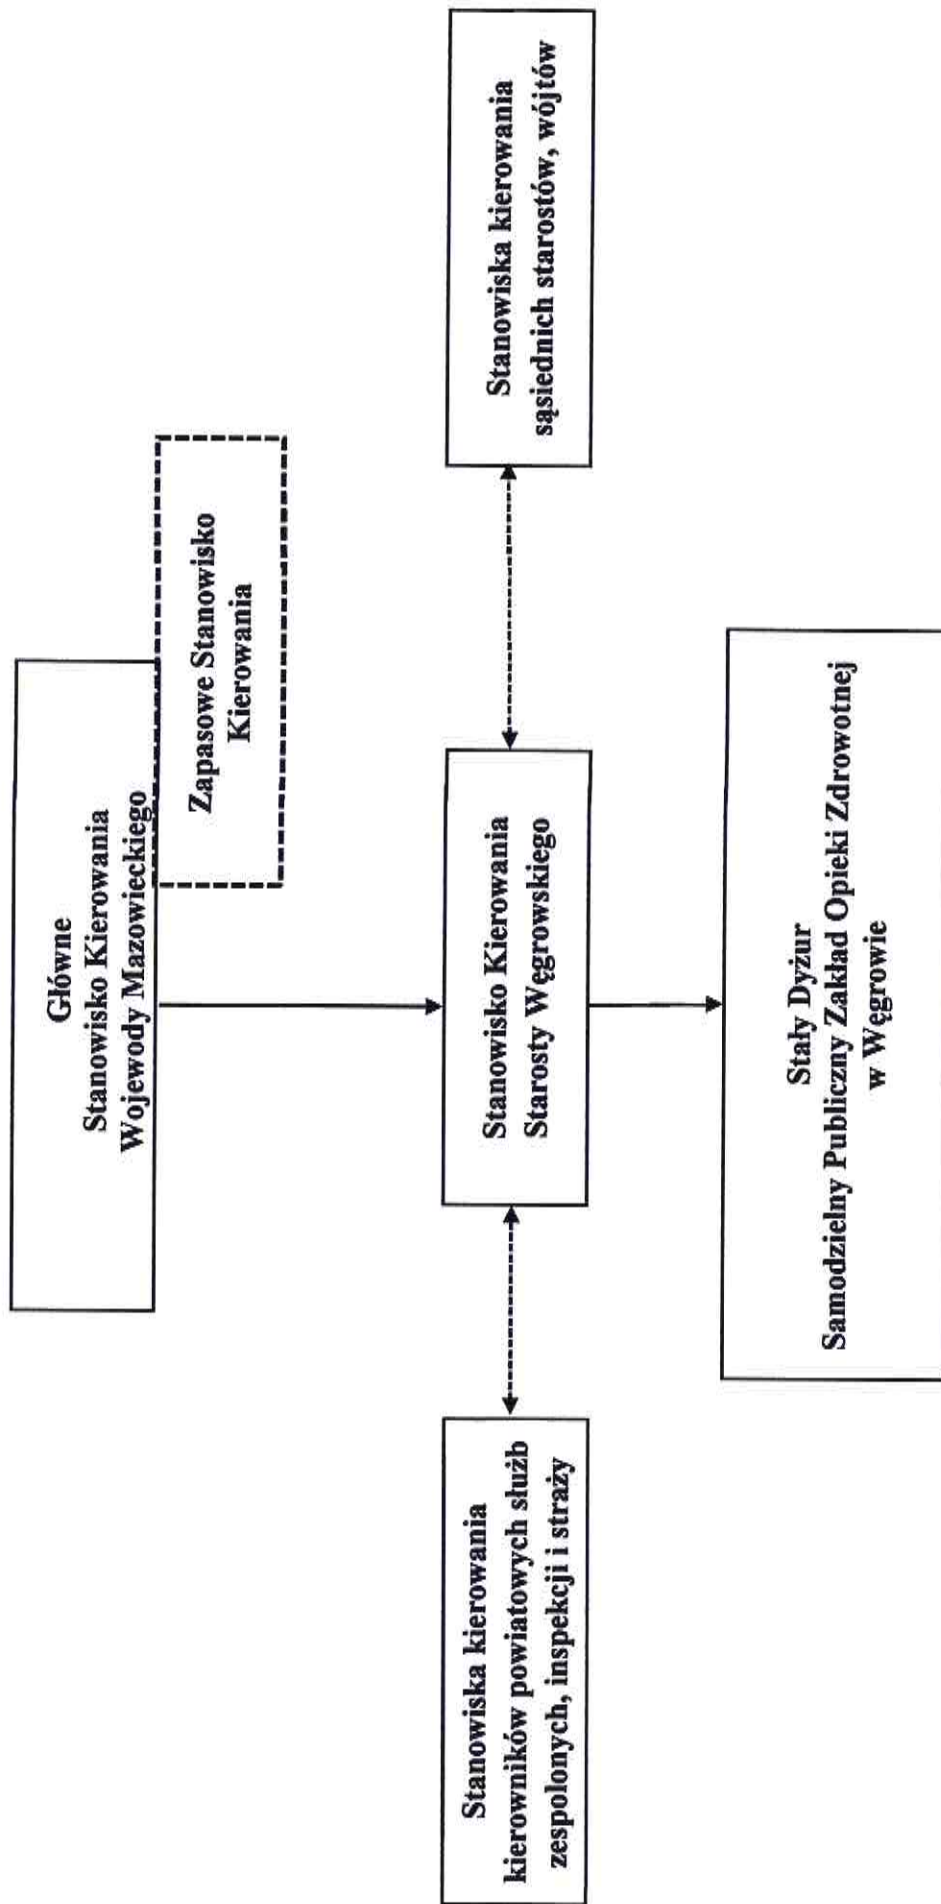 Główne
Stanowisko Kierowania
Wojewody Mazowieckiego
Zapasowe Stanowisko
Kierowania
Stanowiska kierowania
kierowników powiatowych służb
zespolonych, inspekcji i straży
Stanowisko Kierowania
Starosty Węgrowskiego
Stanowiska kierowania
sąsiednich starostów, wójtów
Stały Dyżur
Samodzielny Publiczny Zakład Opieki Zdrowotnej
w Węgrowie